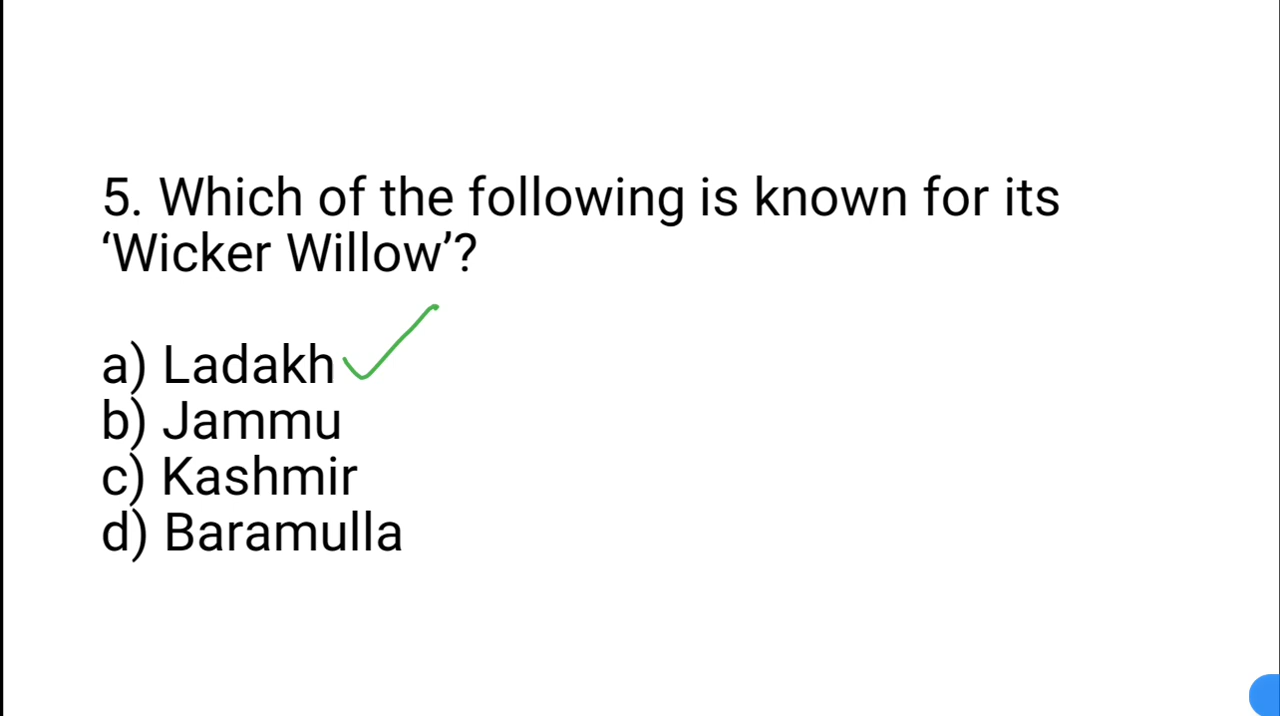 5. Which of the following is known for its
‘Wicker Willow’?
a) Ladakh
b) Jammu
c) Kashmir
d) Baramulla